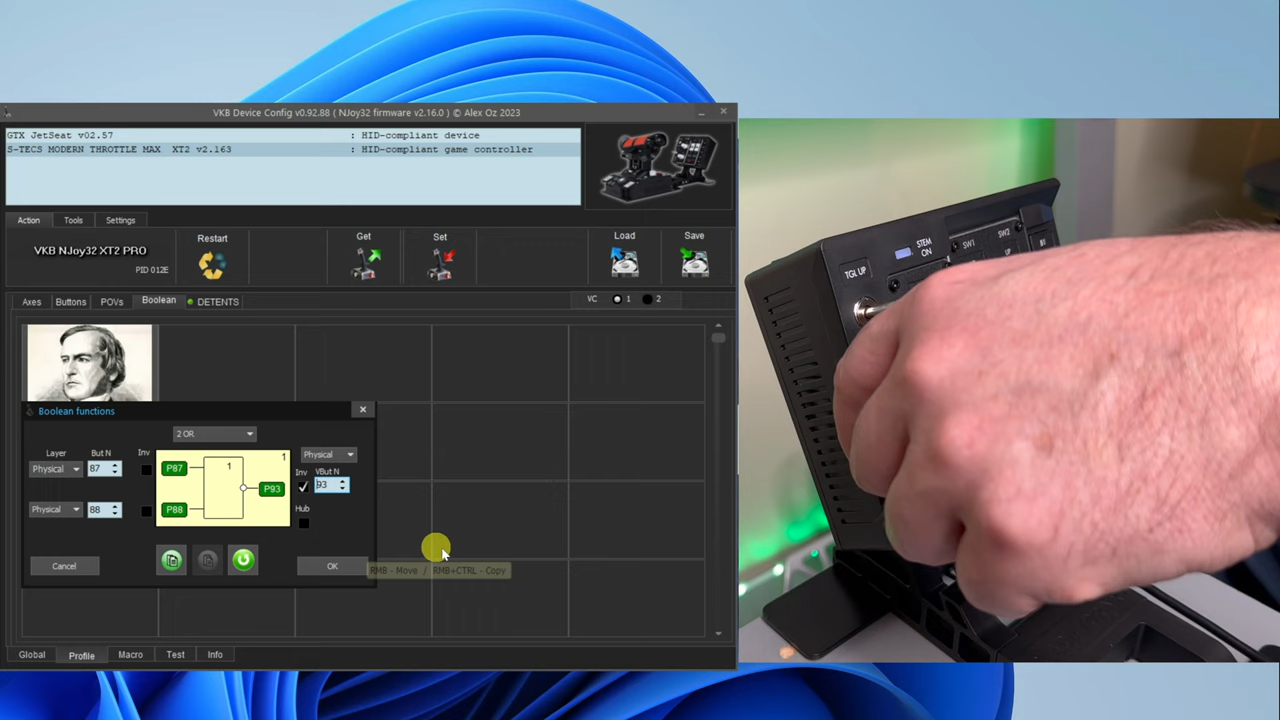 VKB Device Config v0.92.88 ( NJoy32 firmware v2.16.0 ) © Alex Oz 2023
GTX JetSeat v02.57 : HID-compliant device
S-TECS MODERN THROTTLE MAX XT2 v2.163 : HID-compliant game controller
Action Tools Settings
VKB NJoy32 XT2 PRO
PID 012E
Restart
Get
Set
Load
Save
Axes Buttons POVs Boolean DETENTS
VC 1 2
Boolean functions
2 OR
Layer But N Inv
Physical 87
Physical 88
P87
P88
1
1
P93
Physical
Inv VBut N
93
Hub
Cancel
OK
RMB - Move / RMB+CTRL - Copy
Global Profile Macro Test Info
TGL UP
STEM
ON
SW1
SW2
UP